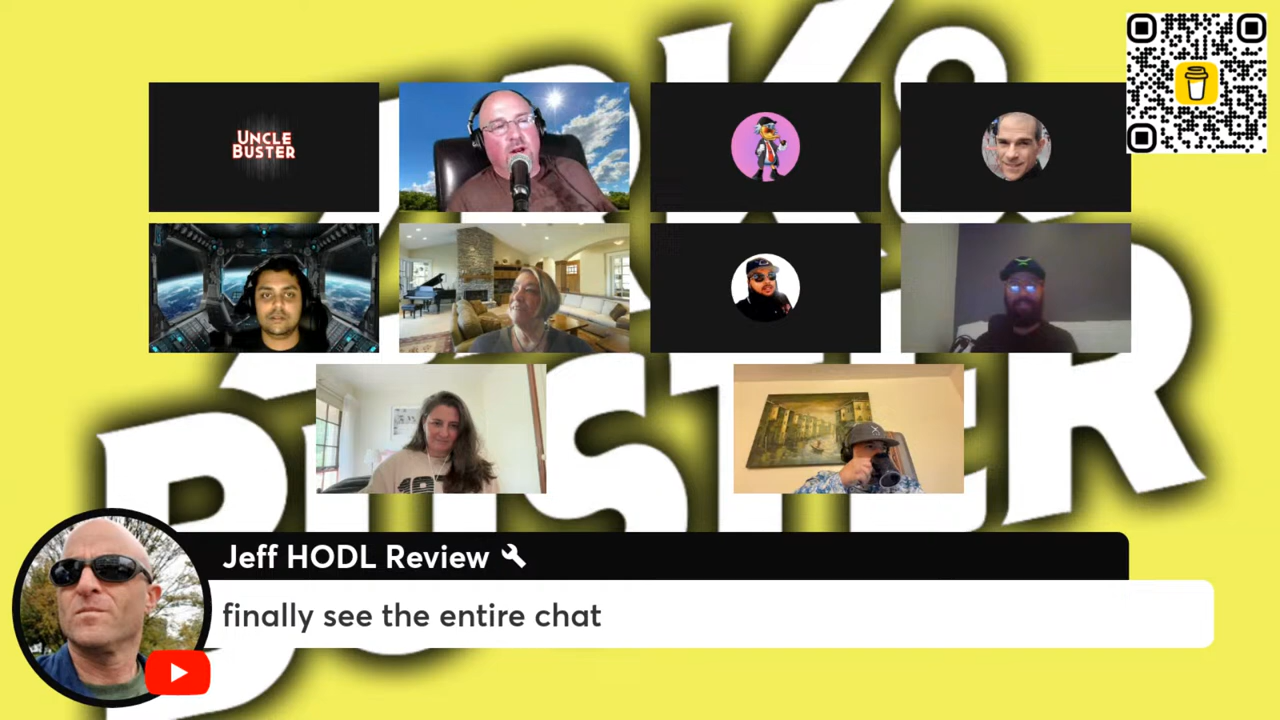 UNCLE
BUSTER
Jeff HODL Review
finally see the entire chat